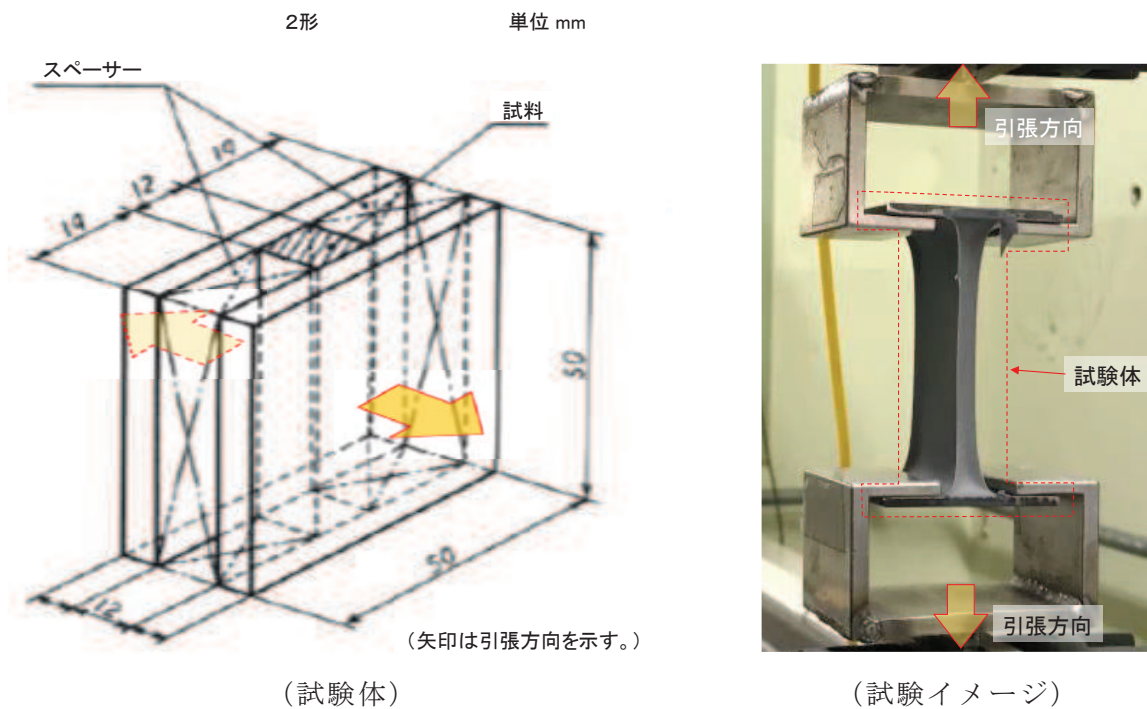 2形 単位 mm
スペーサー
試料
19
12
19
50
50
12
(矢印は引張方向を示す。)
(試験体)
引張方向
試験体
引張方向
(試験イメージ)